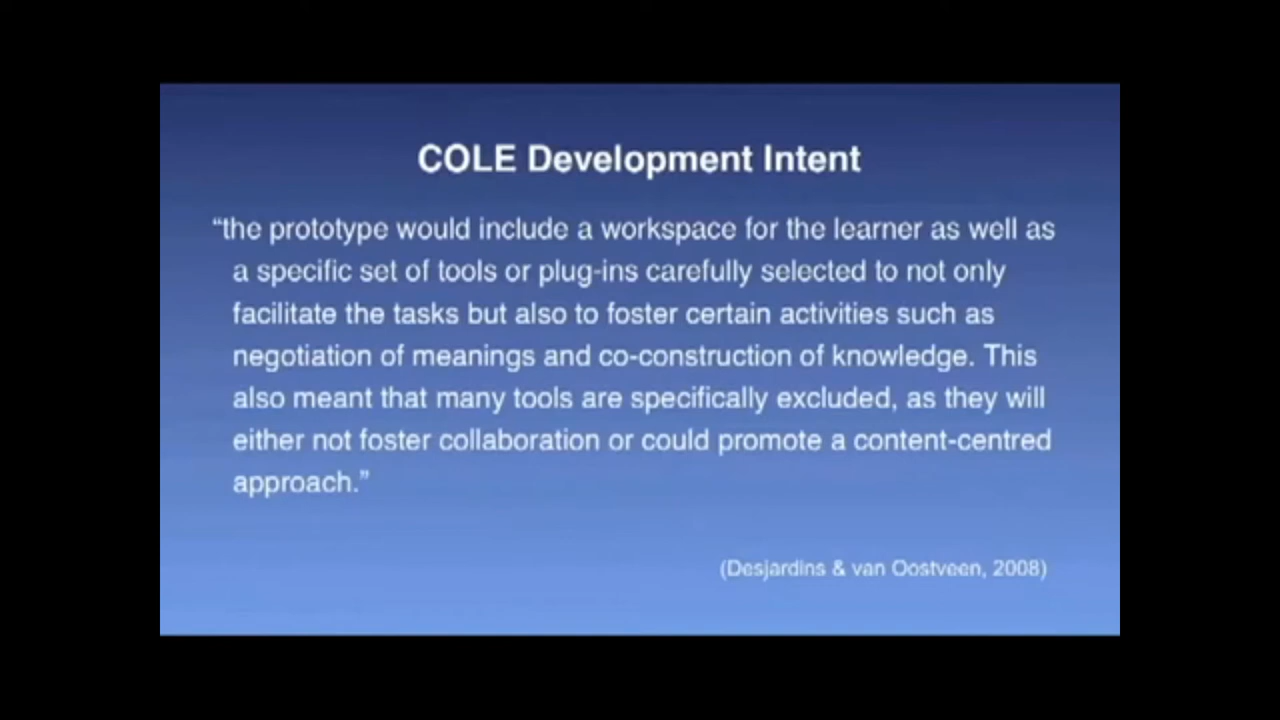 COLE Development Intent
“the prototype would include a workspace for the learner as well as
a specific set of tools or plug-ins carefully selected to not only
facilitate the tasks but also to foster certain activities such as
negotiation of meanings and co-construction of knowledge. This
also meant that many tools are specifically excluded, as they will
either not foster collaboration or could promote a content-centred
approach.”
(Desjardins & van Oostveen, 2008)